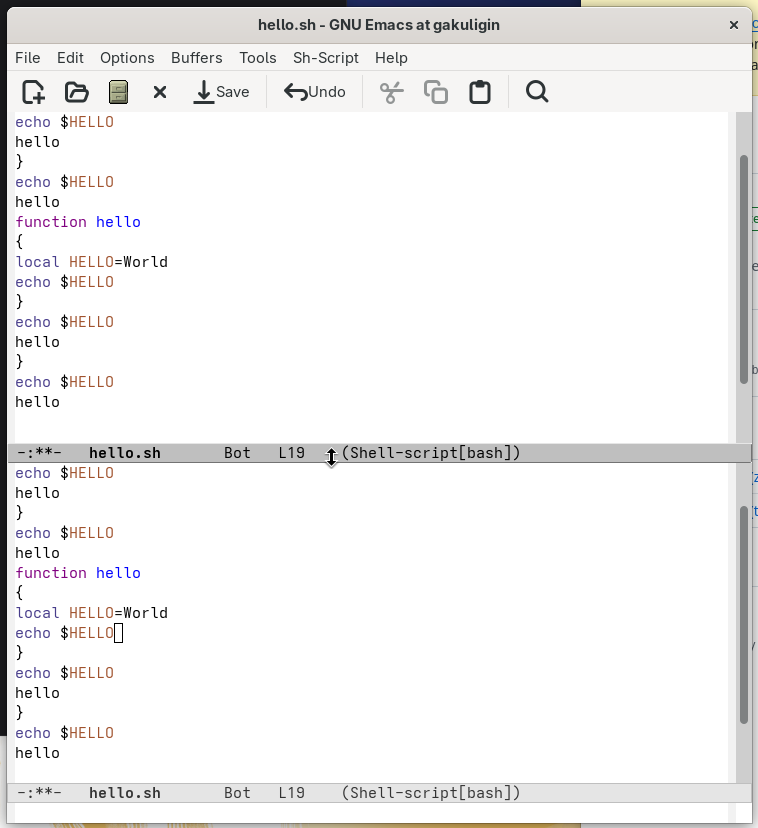 hello.sh - GNU Emacs at gakuligin
File Edit Options Buffers Tools Sh-Script Help
Save Undo
echo $HELLO
hello
}
echo $HELLO
hello
function hello
{
local HELLO=World
echo $HELLO
}
echo $HELLO
hello
}
echo $HELLO
hello
-:**- hello.sh Bot L19 (Shell-script[bash])
echo $HELLO
hello
}
echo $HELLO
hello
function hello
{
local HELLO=World
echo $HELLO
}
echo $HELLO
hello
}
echo $HELLO
hello
-:**- hello.sh Bot L19 (Shell-script[bash])